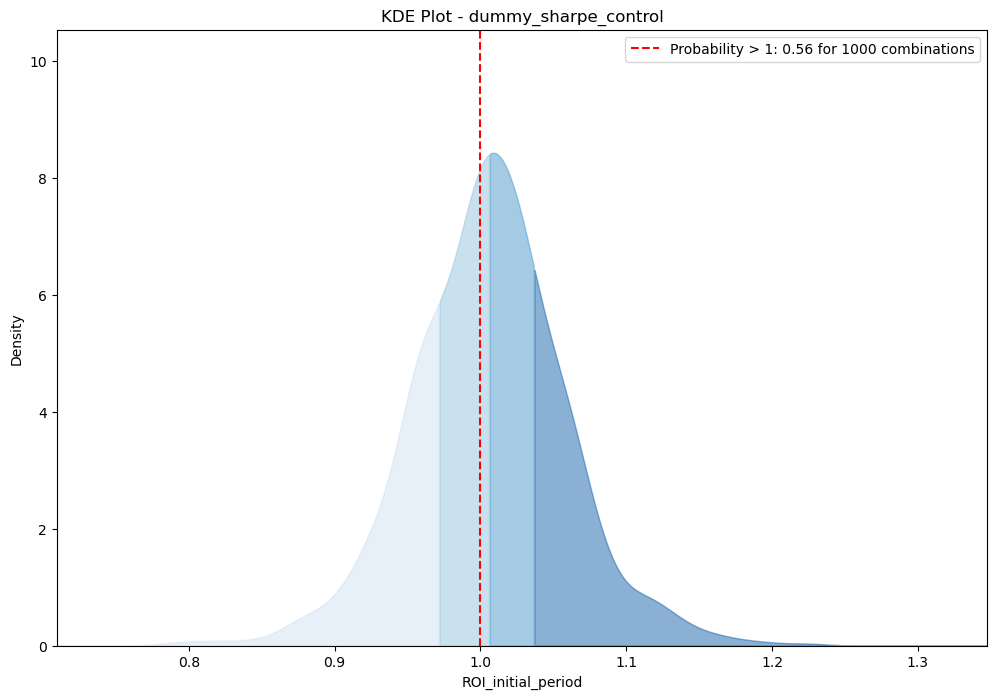 KDE Plot - dummy_sharpe_control
Probability > 1: 0.56 for 1000 combinations
10
8
6
4
2
0
Density
0.8 0.9 1.0 1.1 1.2 1.3
ROI_initial_period